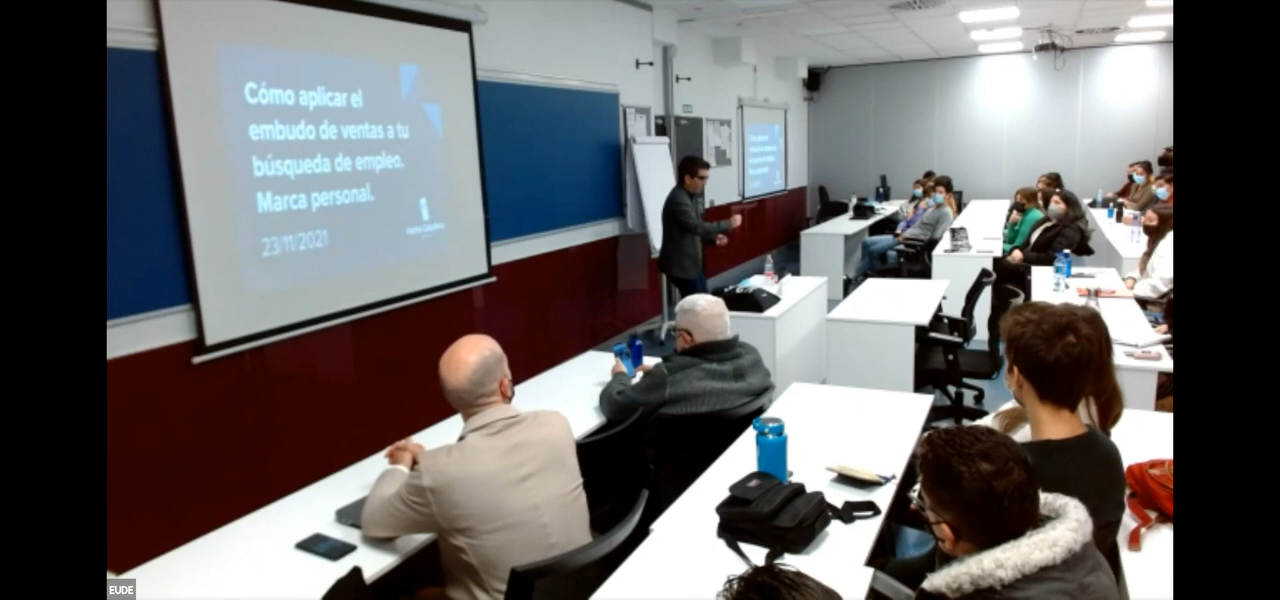 Cómo aplicar el
embudo de ventas a tu
búsqueda de empleo.
Marca personal.
23/11/2021
EUDE